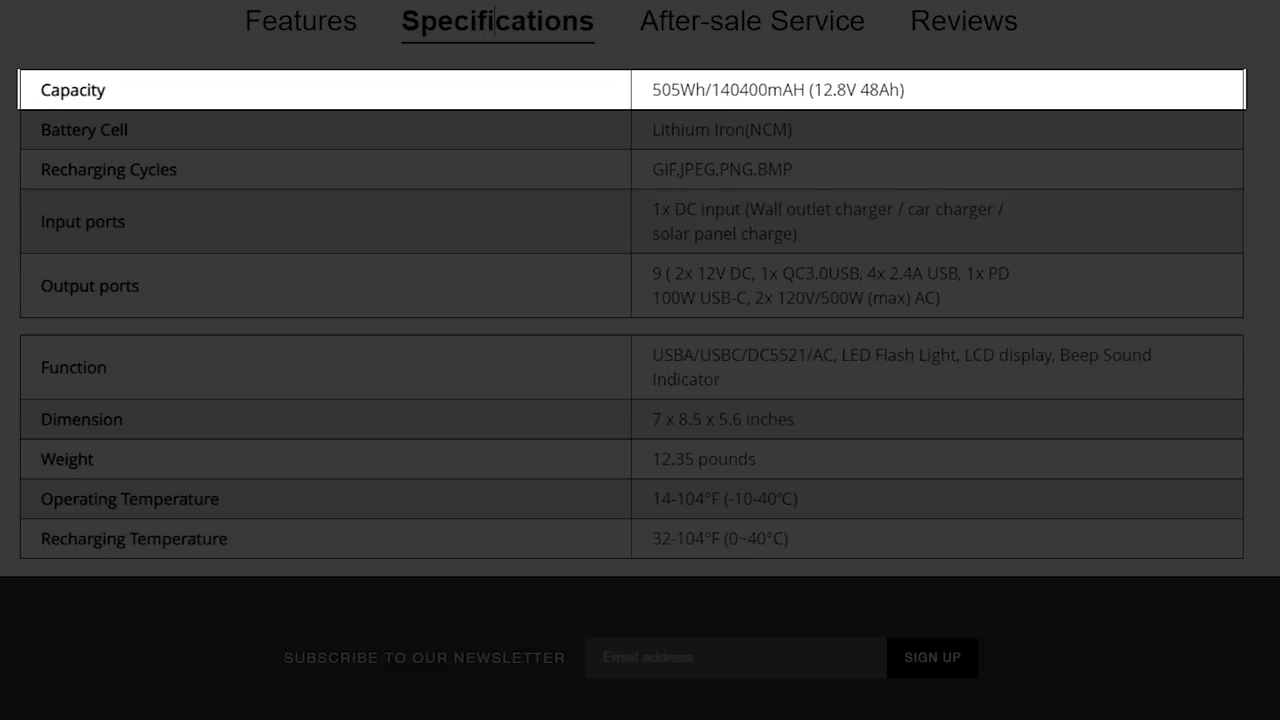 Features Specifications After-sale Service Reviews
Capacity 505Wh/140400mAH (12.8V 48Ah)
Battery Cell Lithium Iron(NCM)
Recharging Cycles GIF,JPEG,PNG,BMP
Input ports 1x DC input (Wall outlet charger / car charger /
solar panel charge)
Output ports 9 ( 2x 12V DC, 1x QC3.0USB, 4x 2.4A USB, 1x PD
100W USB-C, 2x 120V/500W (max) AC)
Function USBA/USBC/DC5521/AC, LED Flash Light, LCD display, Beep Sound
Indicator
Dimension 7 x 8.5 x 5.6 inches
Weight 12.35 pounds
Operating Temperature 14-104°F (-10-40°C)
Recharging Temperature 32-104°F (0~40°C)
SUBSCRIBE TO OUR NEWSLETTER Email address SIGN UP